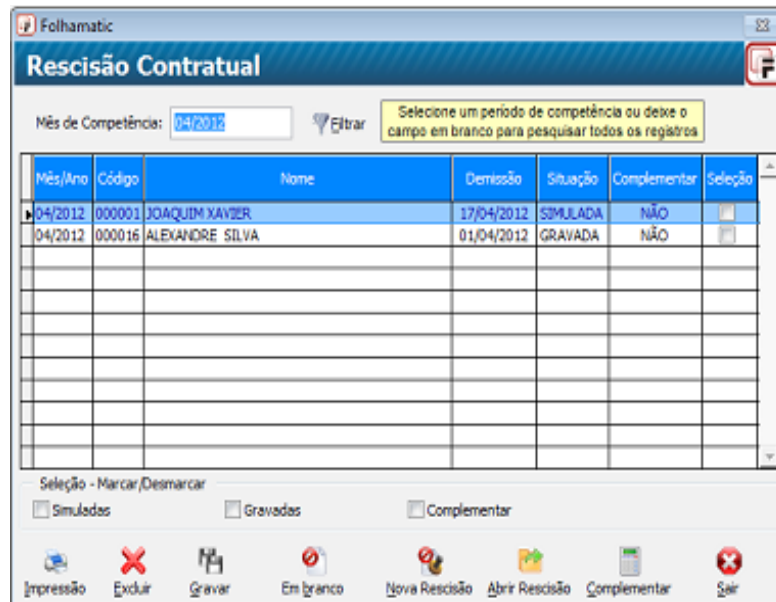 Folhamatic
Rescisão Contratual
Mês de Competência: 04/2012 Filtrar Selecione um período de competência ou deixe o
campo em branco para pesquisar todos os registros
Mês/Ano Código Nome Demissão Situação Complementar Seleção
04/2012 000001 JOAQUIM XAVIER 17/04/2012 SIMULADA NÃO
04/2012 000016 ALEXANDRE SILVA 01/04/2012 GRAVADA NÃO
Seleção - Marcar/Desmarcar
Simuladas Gravadas Complementar
Impressão Excluir Gravar Em branco Nova Rescisão Abrir Rescisão Complementar Sair